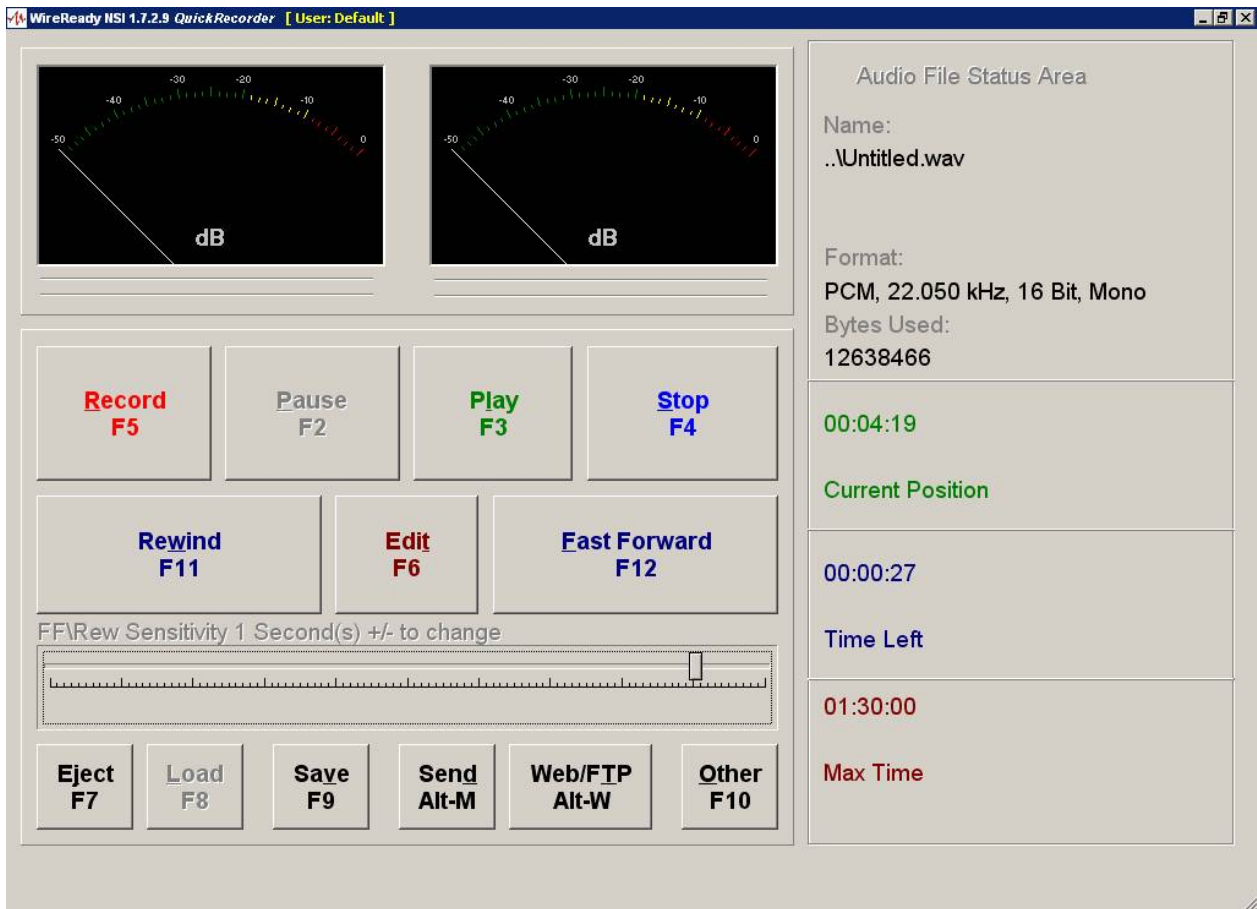 WireReady NSI 1.7.2.9 QuickRecorder [ User: Default ]
-50 -40 -30 -20 -10 0
dB
-50 -40 -30 -20 -10 0
dB
Record
F5
Pause
F2
Play
F3
Stop
F4
Rewind
F11
Edit
F6
Fast Forward
F12
FF\Rew Sensitivity 1 Second(s) +/- to change
Eject
F7
Load
F8
Save
F9
Send
Alt-M
Web/FTP
Alt-W
Other
F10
Audio File Status Area
Name:
..\Untitled.wav
Format:
PCM, 22.050 kHz, 16 Bit, Mono
Bytes Used:
12638466
00:04:19
Current Position
00:00:27
Time Left
01:30:00
Max Time